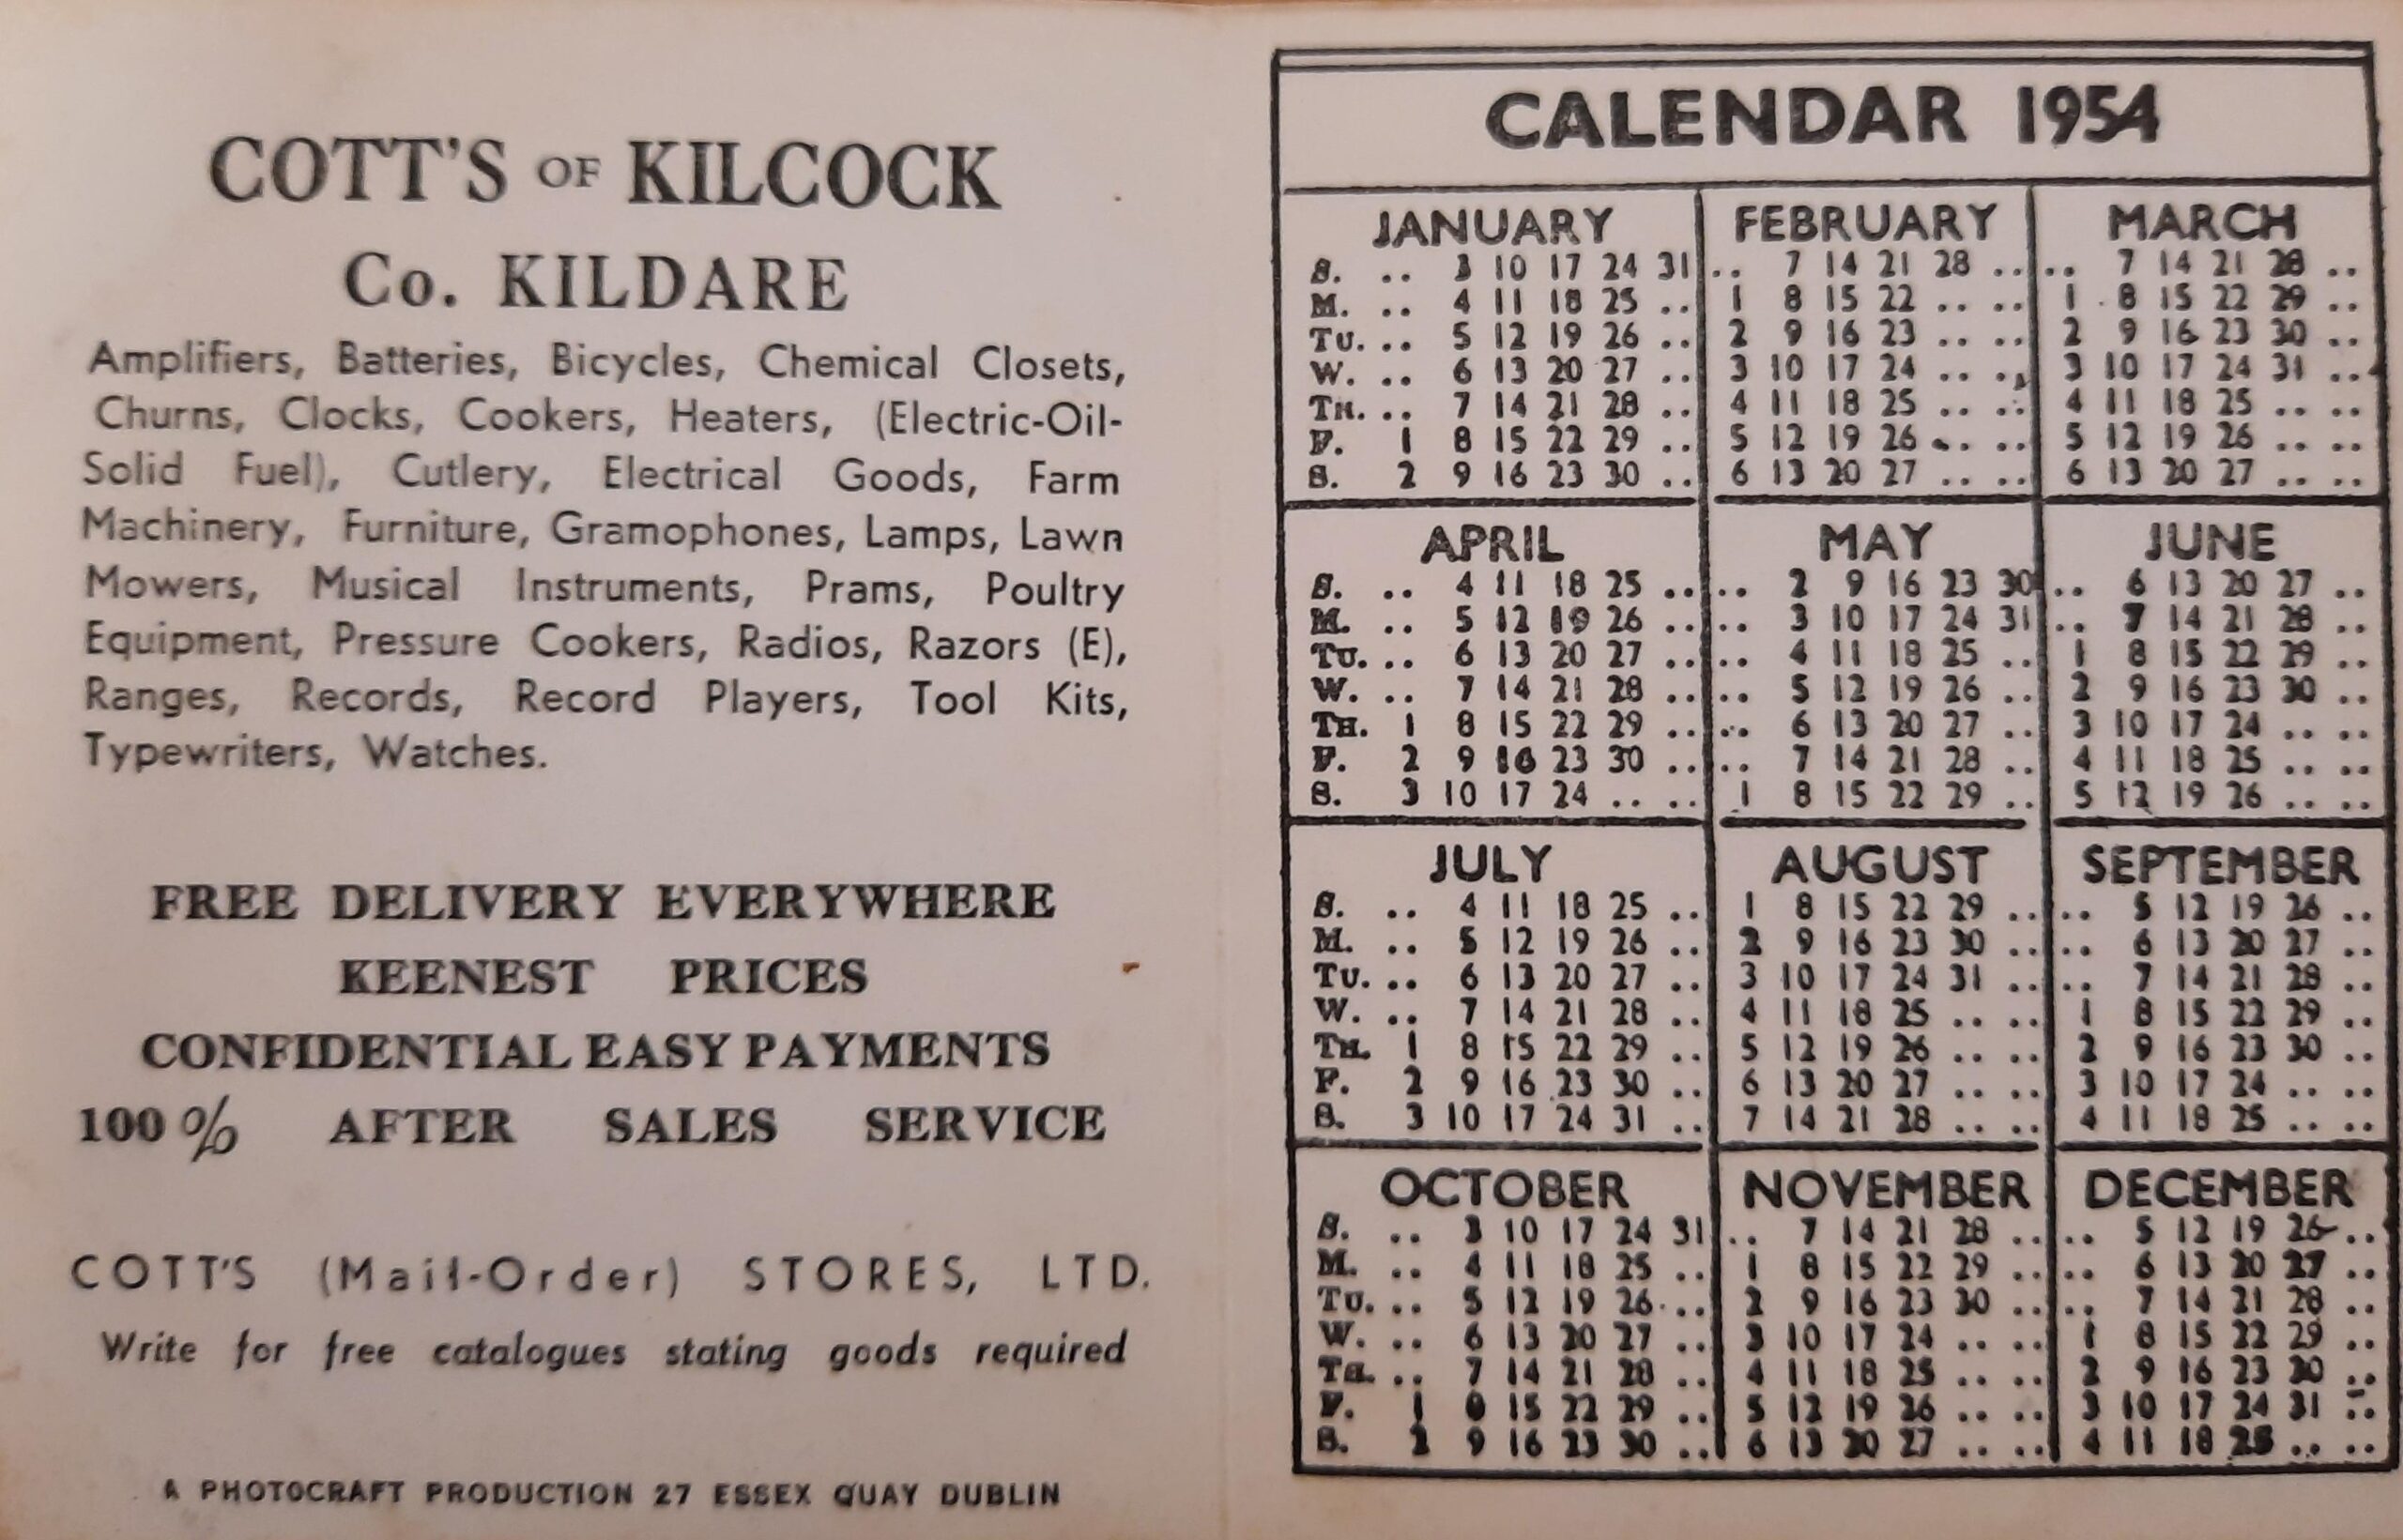 COTT'S OF KILCOCK
Co. KILDARE
Amplifiers, Batteries, Bicycles, Chemical Closets,
Churns, Clocks, Cookers, Heaters, (Electric-Oil-
Solid Fuel), Cutlery, Electrical Goods, Farm
Machinery, Furniture, Gramophones, Lamps, Lawn
Mowers, Musical Instruments, Prams, Poultry
Equipment, Pressure Cookers, Radios, Razors (E),
Ranges, Records, Record Players, Tool Kits,
Typewriters, Watches.
FREE DELIVERY EVERYWHERE
KEENEST PRICES
CONFIDENTIAL EASY PAYMENTS
100% AFTER SALES SERVICE
COTT'S (Mail-Order) STORES, LTD.
Write for free catalogues stating goods required
A PHOTOCRAFT PRODUCTION 27 ESSEX QUAY DUBLIN
CALENDAR 1954
JANUARY FEBRUARY MARCH
S. .. 3 10 17 24 31 .. 7 14 21 28 .. .. 7 14 21 28 ..
M. .. 4 11 18 25 .. 1 8 15 22 .. .. 1 8 15 22 29 ..
TU. .. 5 12 19 26 .. 2 9 16 23 .. .. 2 9 16 23 30 ..
W. .. 6 13 20 27 .. 3 10 17 24 .. .. 3 10 17 24 31 ..
TH. .. 7 14 21 28 .. 4 11 18 25 .. .. 4 11 18 25 .. ..
F. 1 8 15 22 29 .. 5 12 19 26 .. .. 5 12 19 26 .. ..
S. 2 9 16 23 30 .. 6 13 20 27 .. .. 6 13 20 27 .. ..
APRIL MAY JUNE
S. .. 4 11 18 25 .. .. 2 9 16 23 30 .. 6 13 20 27 ..
M. .. 5 12 19 26 .. .. 3 10 17 24 31 .. 7 14 21 28 ..
TU. .. 6 13 20 27 .. .. 4 11 18 25 .. 1 8 15 22 29 ..
W. .. 7 14 21 28 .. .. 5 12 19 26 .. 2 9 16 23 30 ..
TH. 1 8 15 22 29 .. .. 6 13 20 27 .. 3 10 17 24 .. ..
F. 2 9 16 23 30 .. .. 7 14 21 28 .. 4 11 18 25 .. ..
S. 3 10 17 24 .. .. 1 8 15 22 29 .. 5 12 19 26 .. ..
JULY AUGUST SEPTEMBER
S. .. 4 11 18 25 .. 1 8 15 22 29 .. .. 5 12 19 26 ..
M. .. 5 12 19 26 .. 2 9 16 23 30 .. .. 6 13 20 27 ..
TU. .. 6 13 20 27 .. 3 10 17 24 31 .. .. 7 14 21 28 ..
W. .. 7 14 21 28 .. 4 11 18 25 .. .. 1 8 15 22 29 ..
TH. 1 8 15 22 29 .. 5 12 19 26 .. .. 2 9 16 23 30 ..
F. 2 9 16 23 30 .. 6 13 20 27 .. .. 3 10 17 24 .. ..
S. 3 10 17 24 31 .. 7 14 21 28 .. .. 4 11 18 25 .. ..
OCTOBER NOVEMBER DECEMBER
S. .. 3 10 17 24 31 .. 7 14 21 28 .. .. 5 12 19 26 ..
M. .. 4 11 18 25 .. 1 8 15 22 29 .. .. 6 13 20 27 ..
TU. .. 5 12 19 26 .. 2 9 16 23 30 .. .. 7 14 21 28 ..
W. .. 6 13 20 27 .. 3 10 17 24 .. .. 1 8 15 22 29 ..
TH. .. 7 14 21 28 .. 4 11 18 25 .. .. 2 9 16 23 30 ..
F. 1 8 15 22 29 .. 5 12 19 26 .. .. 3 10 17 24 31 ..
S. 2 9 16 23 30 .. 6 13 20 27 .. .. 4 11 18 25 .. ..